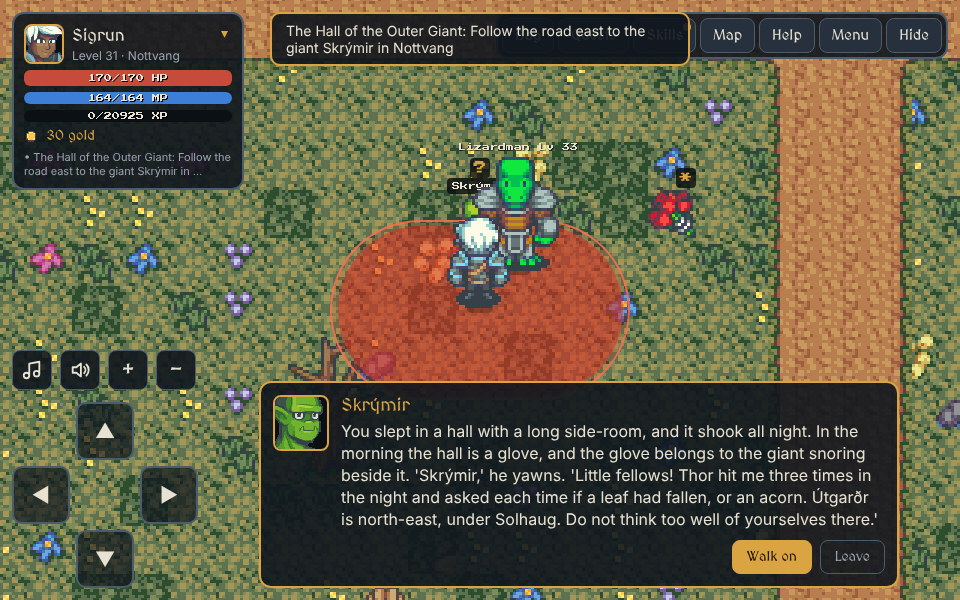 Sigrun
Level 31 · Nottvang
170/170 HP
164/164 MP
0/20925 XP
30 gold
• The Hall of the Outer Giant: Follow the
road east to the giant Skrýmir in ...
The Hall of the Outer Giant: Follow the road east to the
giant Skrýmir in Nottvang
Skills
Map
Help
Menu
Hide
Lizardman Lv 33
?
Skrým
*
+
−
Skrýmir
You slept in a hall with a long side-room, and it shook all night. In the
morning the hall is a glove, and the glove belongs to the giant snoring
beside it. 'Skrýmir,' he yawns. 'Little fellows! Thor hit me three times in
the night and asked each time if a leaf had fallen, or an acorn. Útgarðr
is north-east, under Solhaug. Do not think too well of yourselves there.'
Walk on
Leave